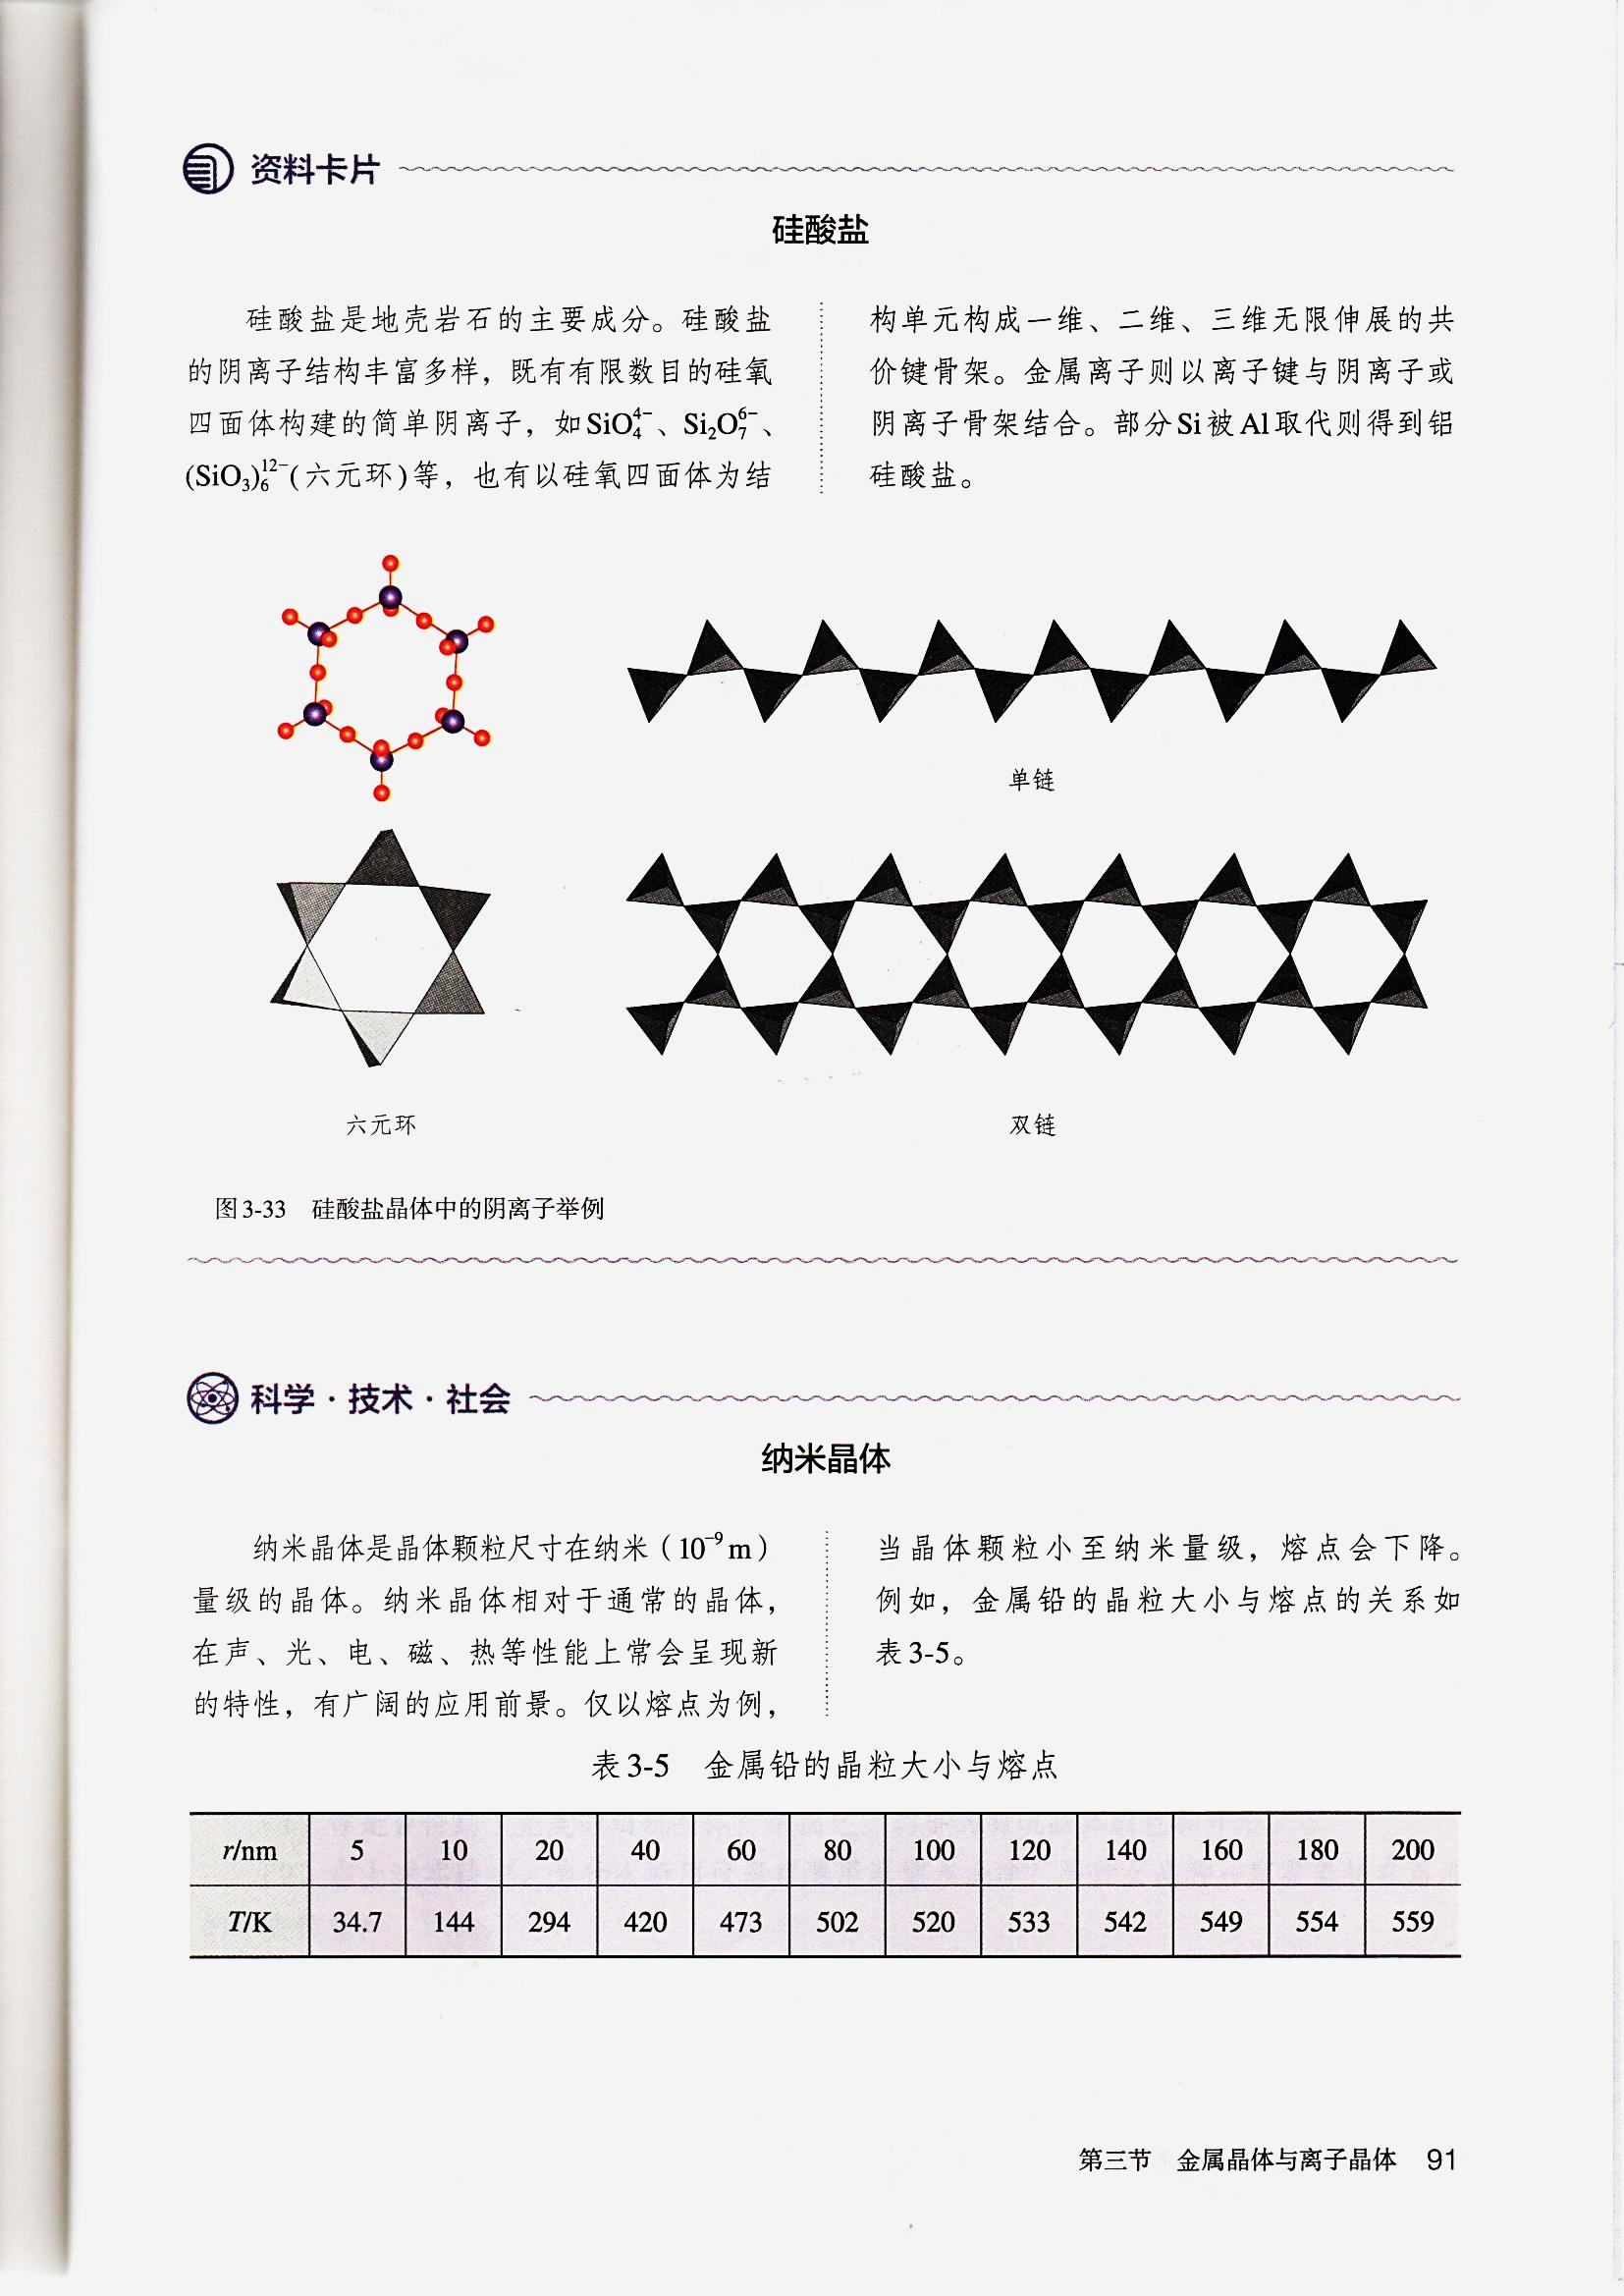 资料卡片
硅酸盐
硅酸盐是地壳岩石的主要成分。硅酸盐
的阴离子结构丰富多样，既有有限数目的硅氧
四面体构建的简单阴离子，如SiO₄⁴⁻、Si₂O₇⁶⁻、
(SiO₃)₆¹²⁻(六元环)等，也有以硅氧四面体为结
构单元构成一维、二维、三维无限伸展的共
价键骨架。金属离子则以离子键与阴离子或
阴离子骨架结合。部分Si被Al取代则得到铝
硅酸盐。
单链
六元环
双链
图3-33 硅酸盐晶体中的阴离子举例
科学·技术·社会
纳米晶体
纳米晶体是晶体颗粒尺寸在纳米（10⁻⁹m）
量级的晶体。纳米晶体相对于通常的晶体，
在声、光、电、磁、热等性能上常会呈现新
的特性，有广阔的应用前景。仅以熔点为例，
当晶体颗粒小至纳米量级，熔点会下降。
例如，金属铅的晶粒大小与熔点的关系如
表3-5。
表3-5 金属铅的晶粒大小与熔点
r/nm 5 10 20 40 60 80 100 120 140 160 180 200
T/K 34.7 144 294 420 473 502 520 533 542 549 554 559
第三节 金属晶体与离子晶体 91